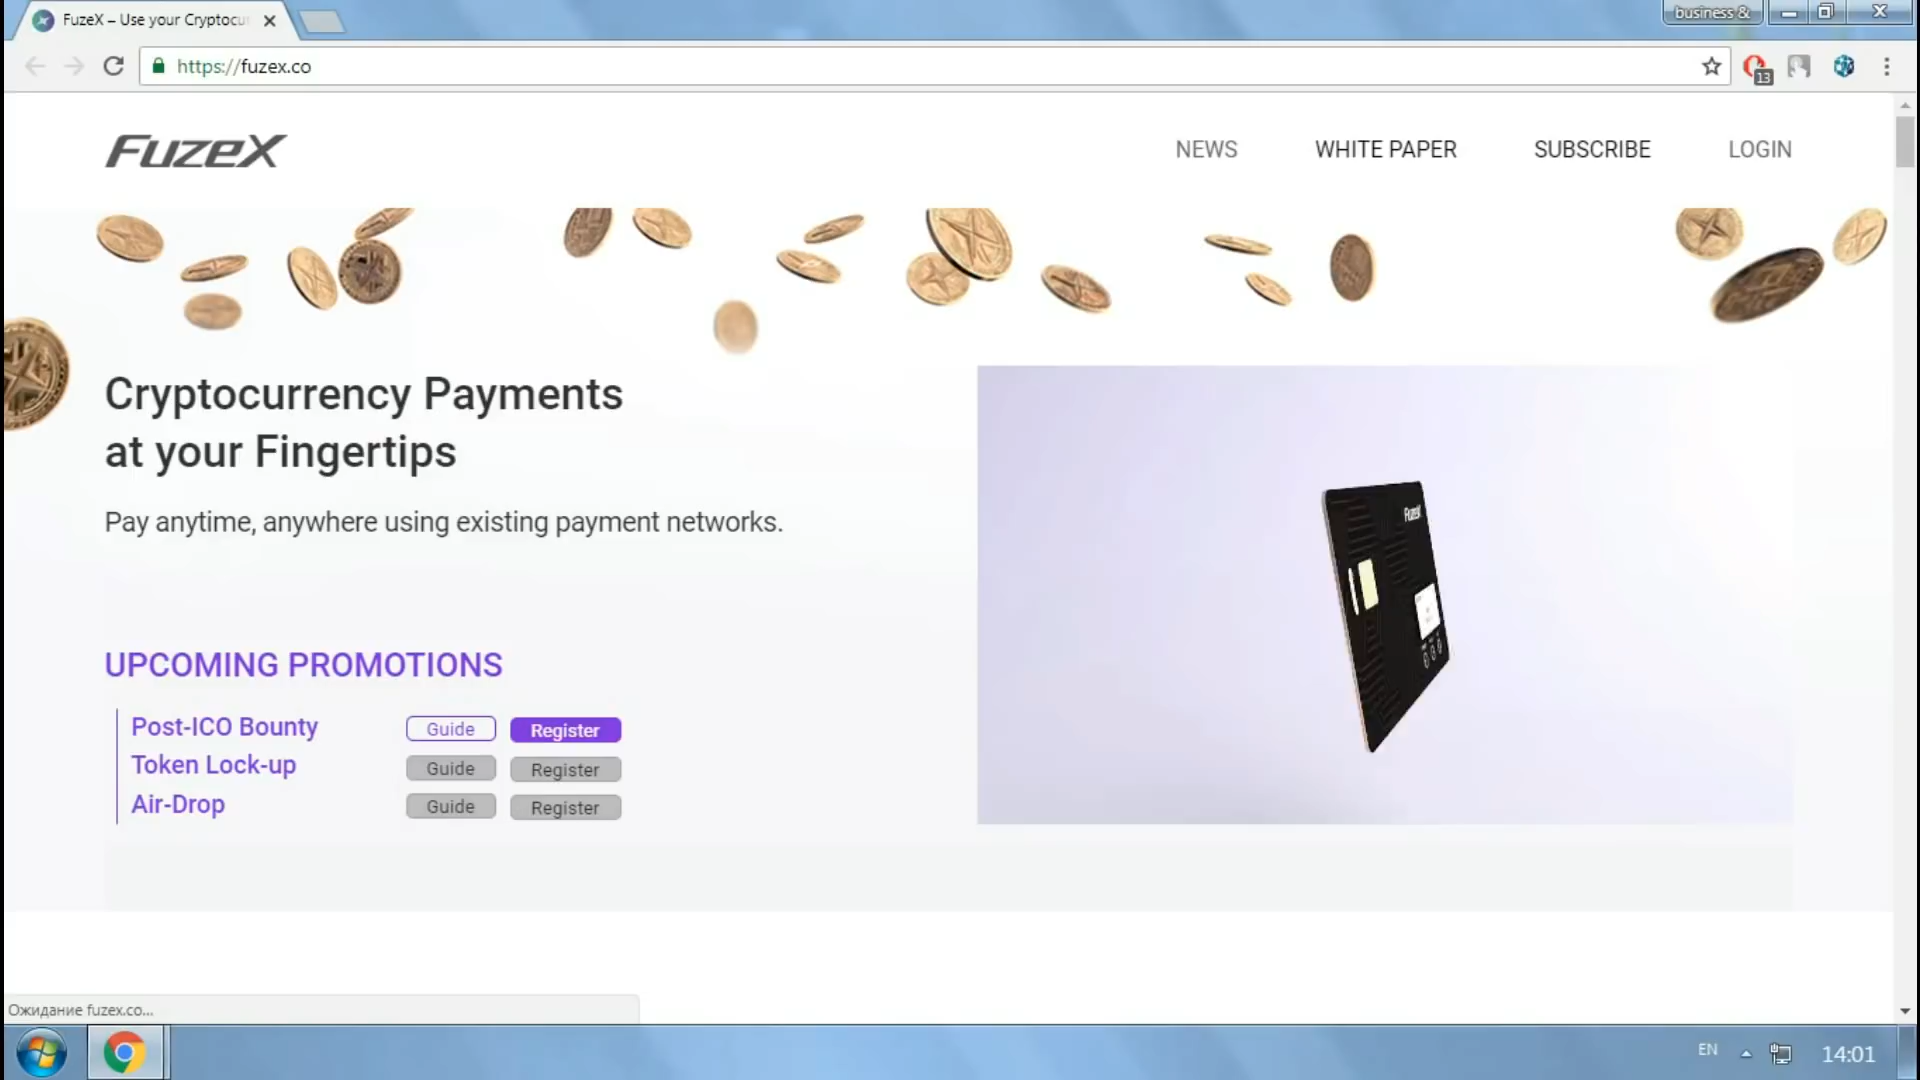 FuzeX – Use your Cryptocu
business &
https://fuzex.co
13
FuzeX
NEWS
WHITE PAPER
SUBSCRIBE
LOGIN
Cryptocurrency Payments
at your Fingertips
Pay anytime, anywhere using existing payment networks.
FuzeX
UPCOMING PROMOTIONS
Post-ICO Bounty
Guide
Register
Token Lock-up
Guide
Register
Air-Drop
Guide
Register
Ожидание fuzex.co...
EN
14:01